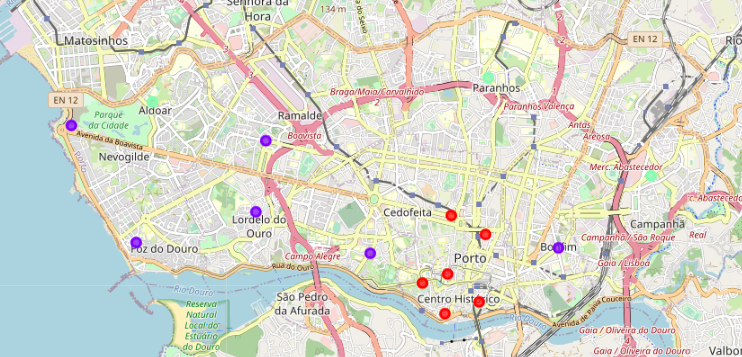 Senhora da
Hora
134 m
Matosinhos
EN 12
Rio
EN 12
Parque
da Cidade
Aldoar
Ramalde
Braga/Maia/Carvalhido
2
Paranhos
Paranhos
Valença
Antas
Areosa
Boavista
Avenida da Boavista
Nevogilde
Merc. Abastecedor
Abastecedor
Real
Cedofeita
Lordelo do
Ouro
Campanhã
Campanhã / São Roque
Foz do Douro
Campo Alegre
Porto
Bonfim
Gaia / Lisboa
Rua do Ouro
Rio Douro
São Pedro
da Afurada
Centro Histórico
Avenida de Paiva Couceiro
Reserva
Natural
Local do
Estuário
do Douro
Gaia / Oliveira do Douro
Gaia / Oliveira do Douro
Valbom